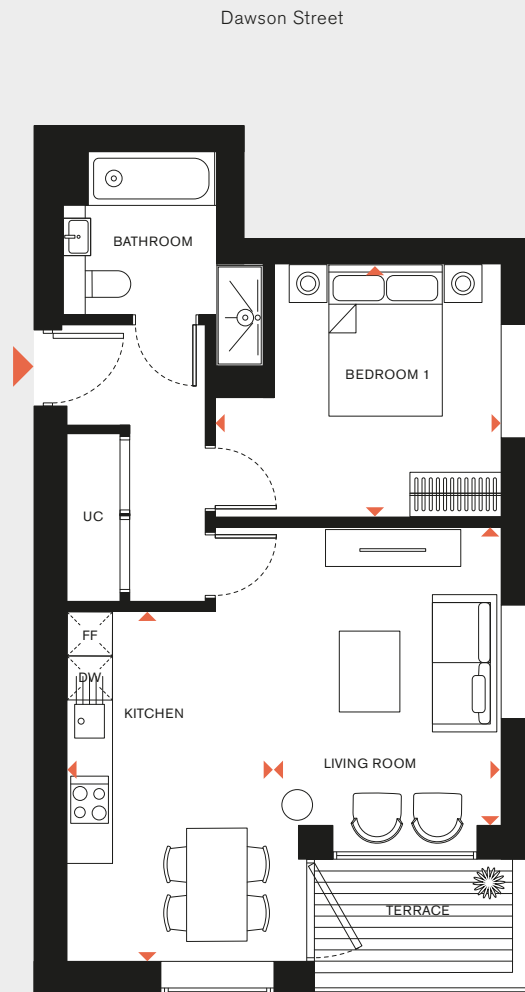 Dawson Street
BATHROOM
BEDROOM 1
UC
FF
DW
KITCHEN
LIVING ROOM
TERRACE